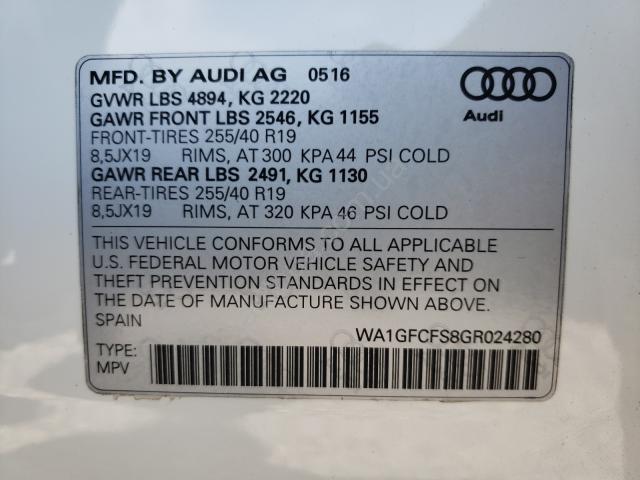 MFD. BY AUDI AG 0516
GVWR LBS 4894, KG 2220
GAWR FRONT LBS 2546, KG 1155
FRONT-TIRES 255/40 R19
8,5JX19 RIMS, AT 300 KPA 44 PSI COLD
GAWR REAR LBS 2491, KG 1130
REAR-TIRES 255/40 R19
8,5JX19 RIMS, AT 320 KPA 46 PSI COLD
Audi
THIS VEHICLE CONFORMS TO ALL APPLICABLE
U.S. FEDERAL MOTOR VEHICLE SAFETY AND
THEFT PREVENTION STANDARDS IN EFFECT ON
THE DATE OF MANUFACTURE SHOWN ABOVE.
SPAIN
WA1GFCFS8GR024280
TYPE:
MPV